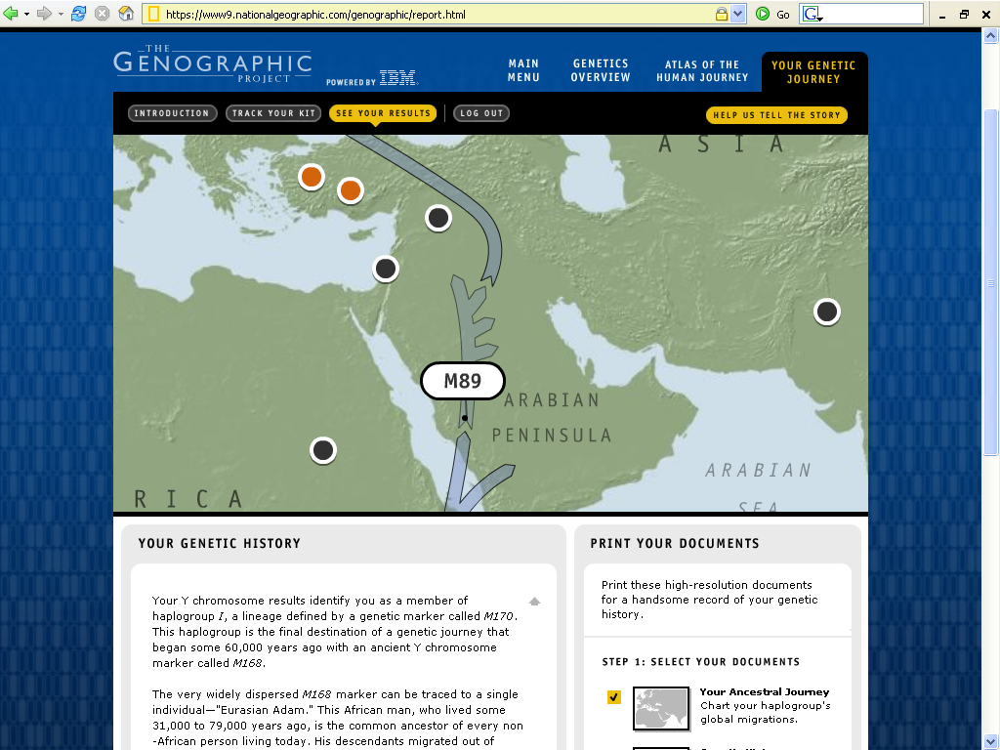 https://www9.nationalgeographic.com/genographic/report.html
Go
G
THE
GENOGRAPHIC
PROJECT
POWERED BY IBM
MAIN
MENU
GENETICS
OVERVIEW
ATLAS OF THE
HUMAN JOURNEY
YOUR GENETIC
JOURNEY
INTRODUCTION
TRACK YOUR KIT
SEE YOUR RESULTS
LOG OUT
HELP US TELL THE STORY
ASIA
M89
ARABIAN
PENINSULA
ARABIAN
SEA
RICA
YOUR GENETIC HISTORY
Your Y chromosome results identify you as a member of
haplogroup I, a lineage defined by a genetic marker called M170.
This haplogroup is the final destination of a genetic journey that
began some 60,000 years ago with an ancient Y chromosome
marker called M168.
The very widely dispersed M168 marker can be traced to a single
individual—"Eurasian Adam." This African man, who lived some
31,000 to 79,000 years ago, is the common ancestor of every non
-African person living today. His descendants migrated out of
PRINT YOUR DOCUMENTS
Print these high-resolution documents
for a handsome record of your genetic
history.
STEP 1: SELECT YOUR DOCUMENTS
Your Ancestral Journey
Chart your haplogroup's
global migrations.